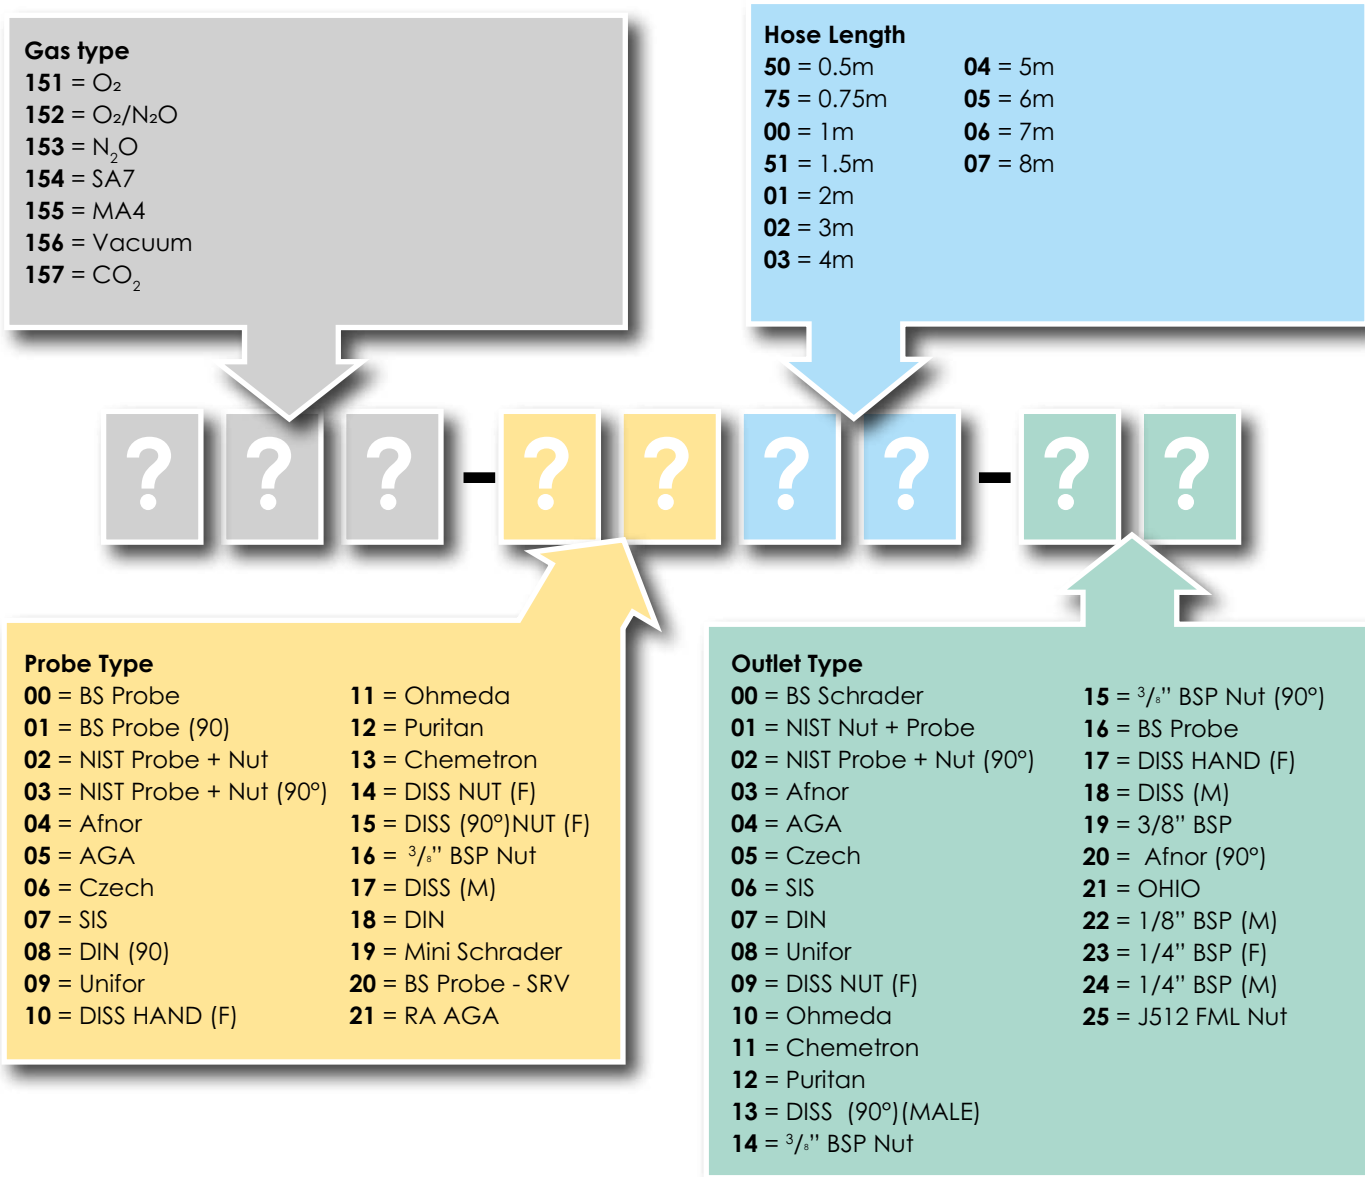 Gas type
151 = O₂
152 = O₂/N₂O
153 = N₂O
154 = SA7
155 = MA4
156 = Vacuum
157 = CO₂
Hose Length
50 = 0.5m
75 = 0.75m
00 = 1m
51 = 1.5m
01 = 2m
02 = 3m
03 = 4m
04 = 5m
05 = 6m
06 = 7m
07 = 8m
? ? ? - ? ? ? ? - ? ?
Probe Type
00 = BS Probe
01 = BS Probe (90)
02 = NIST Probe + Nut
03 = NIST Probe + Nut (90°)
04 = Afnor
05 = AGA
06 = Czech
07 = SIS
08 = DIN (90)
09 = Unifor
10 = DISS HAND (F)
11 = Ohmeda
12 = Puritan
13 = Chemetron
14 = DISS NUT (F)
15 = DISS (90°)NUT (F)
16 = ³/₈” BSP Nut
17 = DISS (M)
18 = DIN
19 = Mini Schrader
20 = BS Probe - SRV
21 = RA AGA
Outlet Type
00 = BS Schrader
01 = NIST Nut + Probe
02 = NIST Probe + Nut (90°)
03 = Afnor
04 = AGA
05 = Czech
06 = SIS
07 = DIN
08 = Unifor
09 = DISS NUT (F)
10 = Ohmeda
11 = Chemetron
12 = Puritan
13 = DISS (90°)(MALE)
14 = ³/₈” BSP Nut
15 = ³/₈” BSP Nut (90°)
16 = BS Probe
17 = DISS HAND (F)
18 = DISS (M)
19 = 3/8” BSP
20 = Afnor (90°)
21 = OHIO
22 = 1/8” BSP (M)
23 = 1/4” BSP (F)
24 = 1/4” BSP (M)
25 = J512 FML Nut